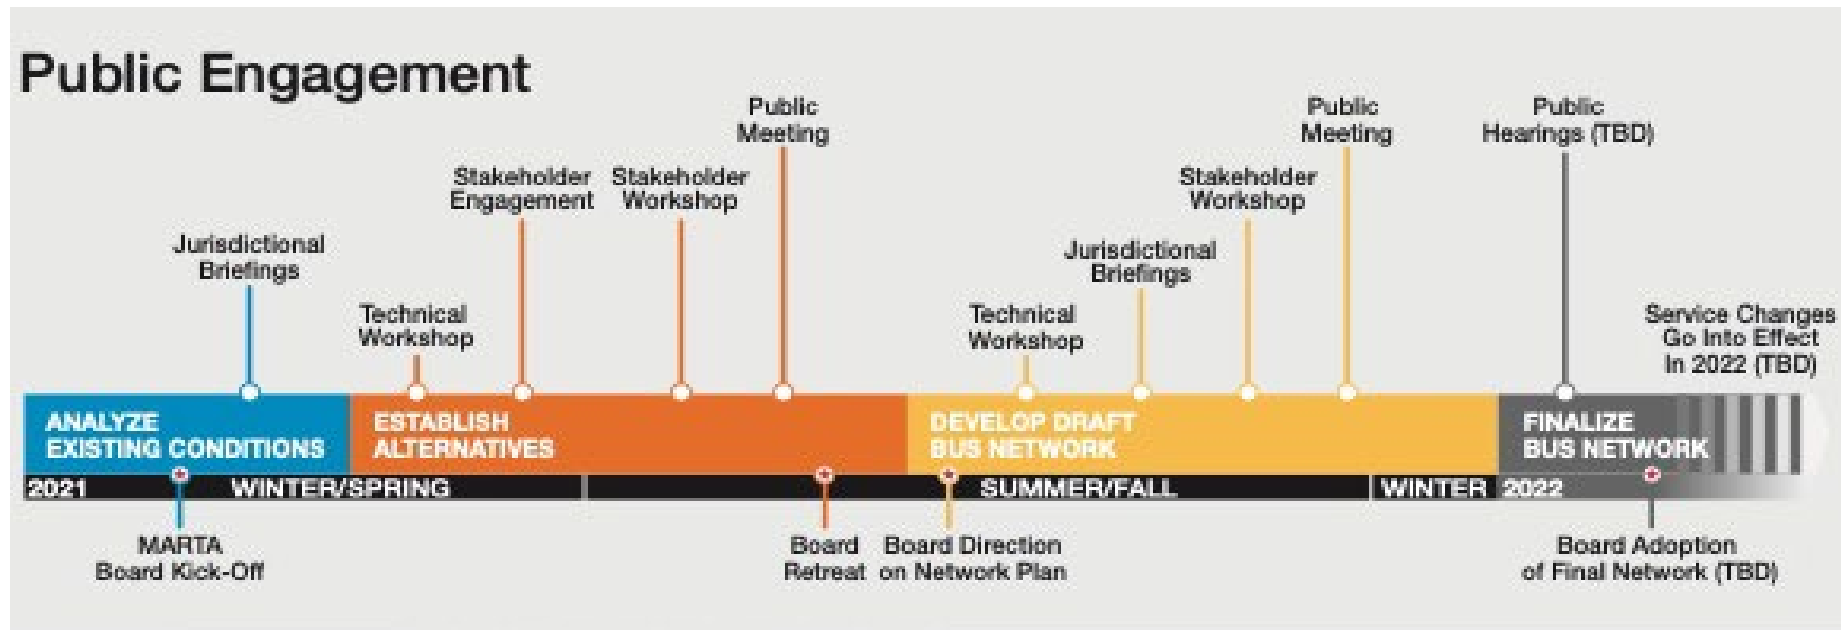 Public Engagement
Public
Meeting
Public
Meeting
Public
Hearings (TBD)
Stakeholder
Engagement
Stakeholder
Workshop
Stakeholder
Workshop
Jurisdictional
Briefings
Jurisdictional
Briefings
Technical
Workshop
Technical
Workshop
Service Changes
Go Into Effect
In 2022 (TBD)
ANALYZE
EXISTING CONDITIONS
ESTABLISH
ALTERNATIVES
DEVELOP DRAFT
BUS NETWORK
FINALIZE
BUS NETWORK
2021 WINTER/SPRING SUMMER/FALL WINTER 2022
MARTA
Board Kick-Off
Board
Retreat
Board Direction
on Network Plan
Board Adoption
of Final Network (TBD)